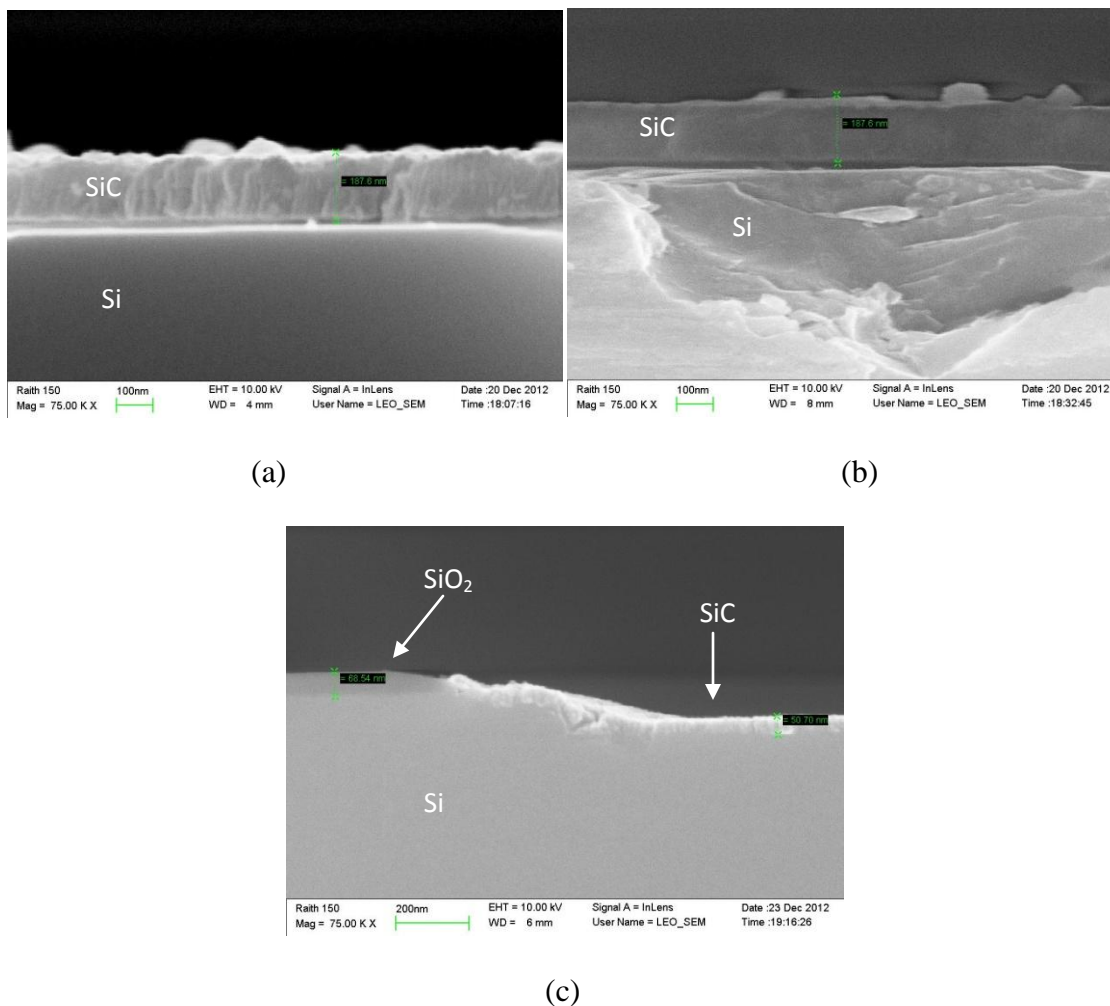 SiC
= 187.6 nm
Si
Raith 150 100nm EHT = 10.00 kV Signal A = InLens Date :20 Dec 2012
Mag = 75.00 K X WD = 4 mm User Name = LEO_SEM Time :18:07:16
(a)
SiC
= 187.6 nm
Si
Raith 150 100nm EHT = 10.00 kV Signal A = InLens Date :20 Dec 2012
Mag = 75.00 K X WD = 8 mm User Name = LEO_SEM Time :18:32:45
(b)
SiO₂
SiC
= 68.54 nm
= 50.70 nm
Si
Raith 150 200nm EHT = 10.00 kV Signal A = InLens Date :23 Dec 2012
Mag = 75.00 K X WD = 6 mm User Name = LEO_SEM Time :19:16:26
(c)